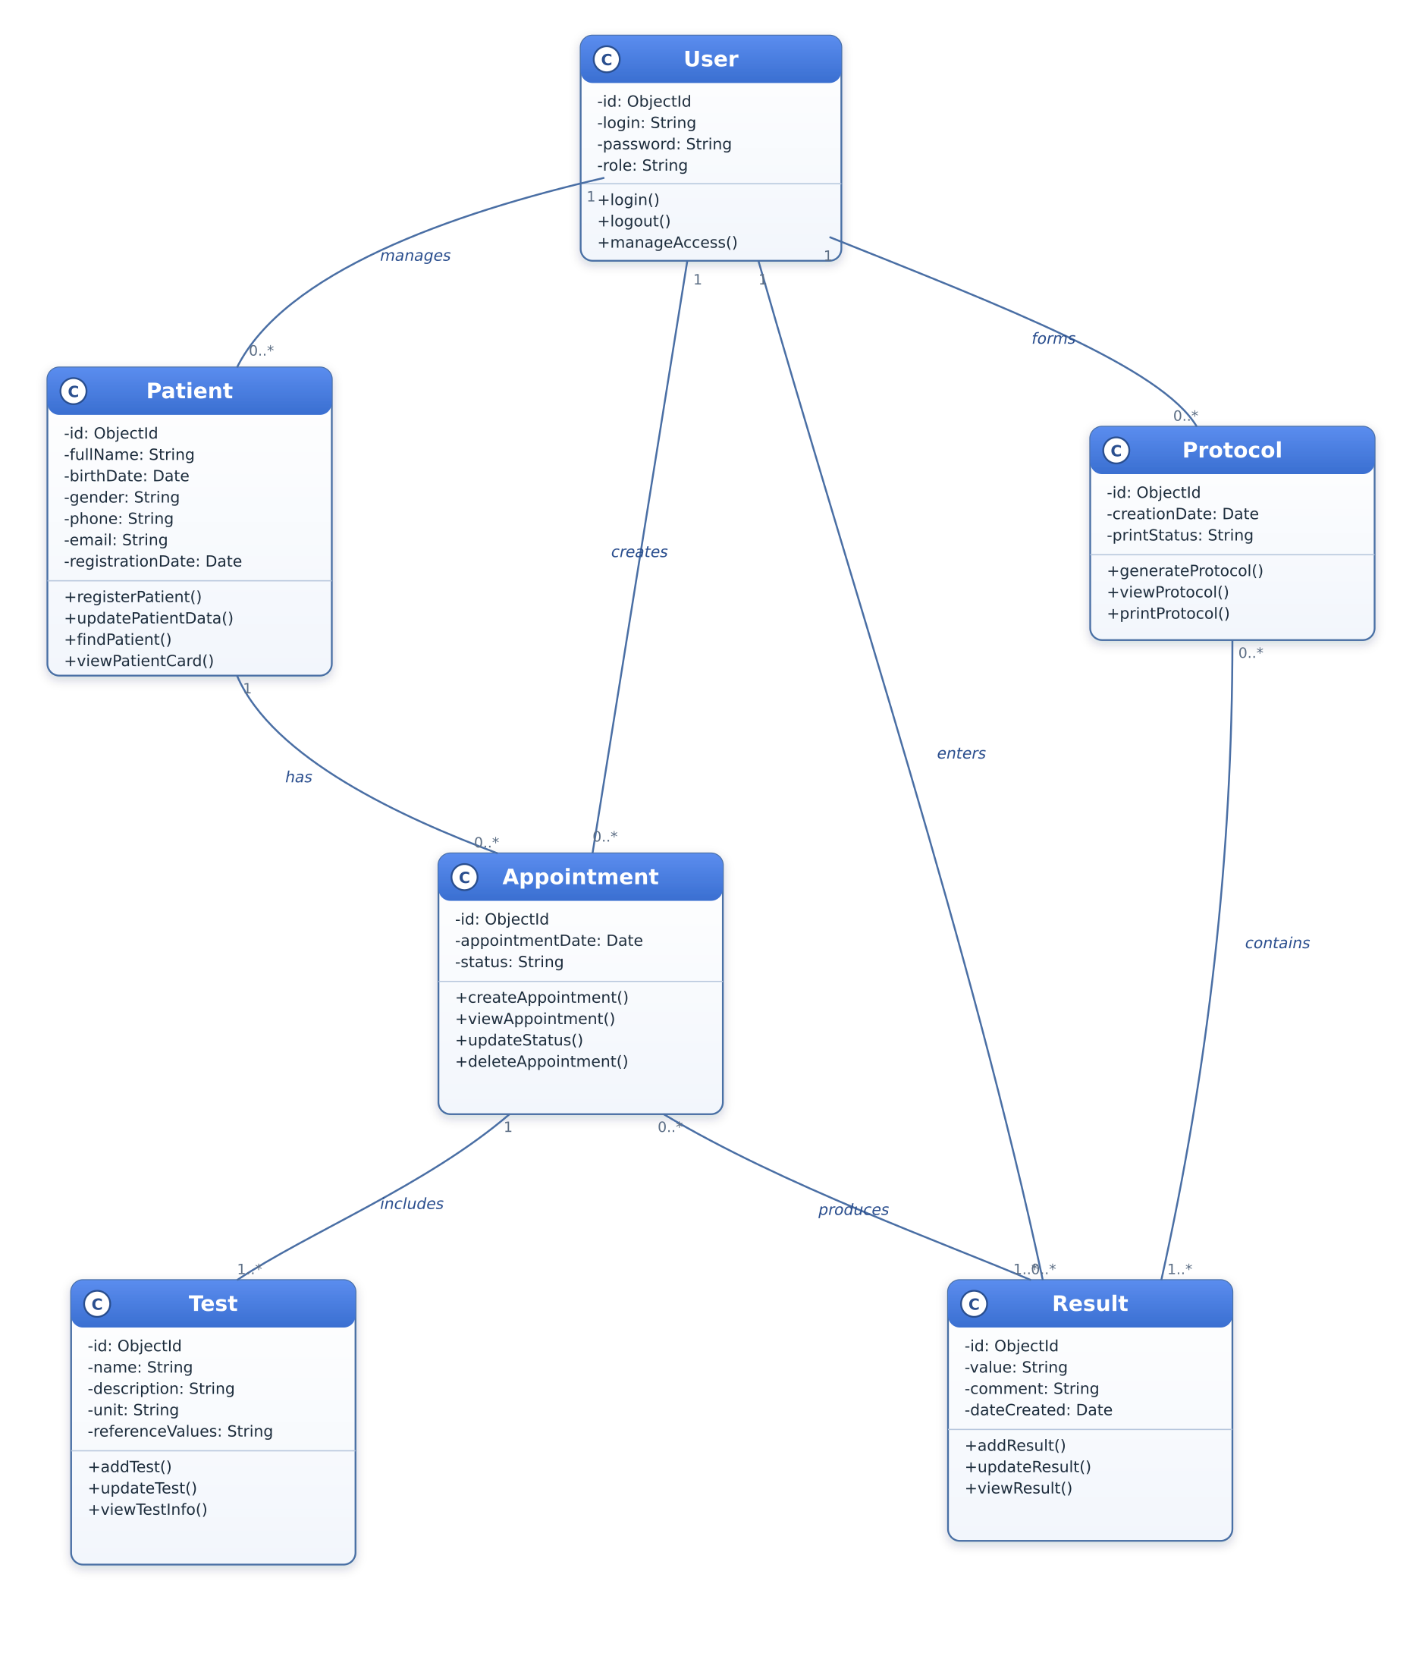 C User
-id: ObjectId
-login: String
-password: String
-role: String
1
+login()
+logout()
+manageAccess()
1
manages
1
1
forms
0..*
0..*
C Patient
-id: ObjectId
-fullName: String
-birthDate: Date
-gender: String
-phone: String
-email: String
-registrationDate: Date
+registerPatient()
+updatePatientData()
+findPatient()
+viewPatientCard()
C Protocol
-id: ObjectId
-creationDate: Date
-printStatus: String
+generateProtocol()
+viewProtocol()
+printProtocol()
creates
0..*
1
enters
has
0..*
0..*
C Appointment
-id: ObjectId
-appointmentDate: Date
-status: String
+createAppointment()
+viewAppointment()
+updateStatus()
+deleteAppointment()
contains
1
0..*
includes
produces
1..*
1..*
0..*
1..*
C Test
-id: ObjectId
-name: String
-description: String
-unit: String
-referenceValues: String
+addTest()
+updateTest()
+viewTestInfo()
C Result
-id: ObjectId
-value: String
-comment: String
-dateCreated: Date
+addResult()
+updateResult()
+viewResult()